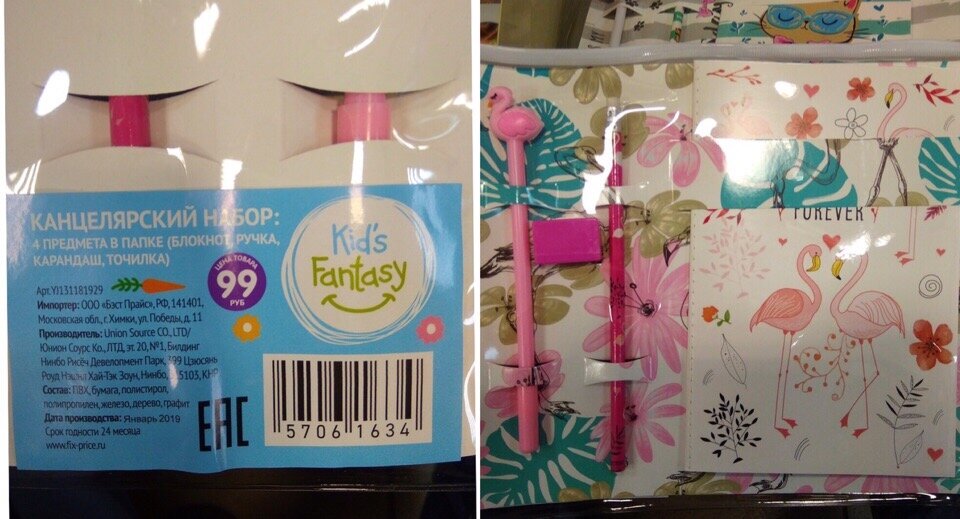 КАНЦЕЛЯРСКИЙ НАБОР:
4 ПРЕДМЕТА В ПАПКЕ (БЛОКНОТ, РУЧКА,
КАРАНДАШ, ТОЧИЛКА)
Kid's
Fantasy
ЦЕНА ТОВАРА
99
РУБ
Арт.YJ131181929
Импортер: ООО «Бэст Прайс», РФ, 141401,
Московская обл., г.Химки, ул. Победы, д. 11
Производитель: Union Source CO., LTD/
Юнион Соурс Ко., ЛТД, эт. 20, №1, Билдинг
Нинбо Рисёч Девелопмент Парк, 399 Цзюсянь
Роуд Нэшнл Хай-Тэк Зоун, Нинбо, 315103, КНР
Состав: ПВХ, бумага, полистирол,
полипропилен, железо, дерево, графит
Дата производства: Январь 2019
Срок годности 24 месяца
www.fix-price.ru
EAC
5706 1634
FOREVER